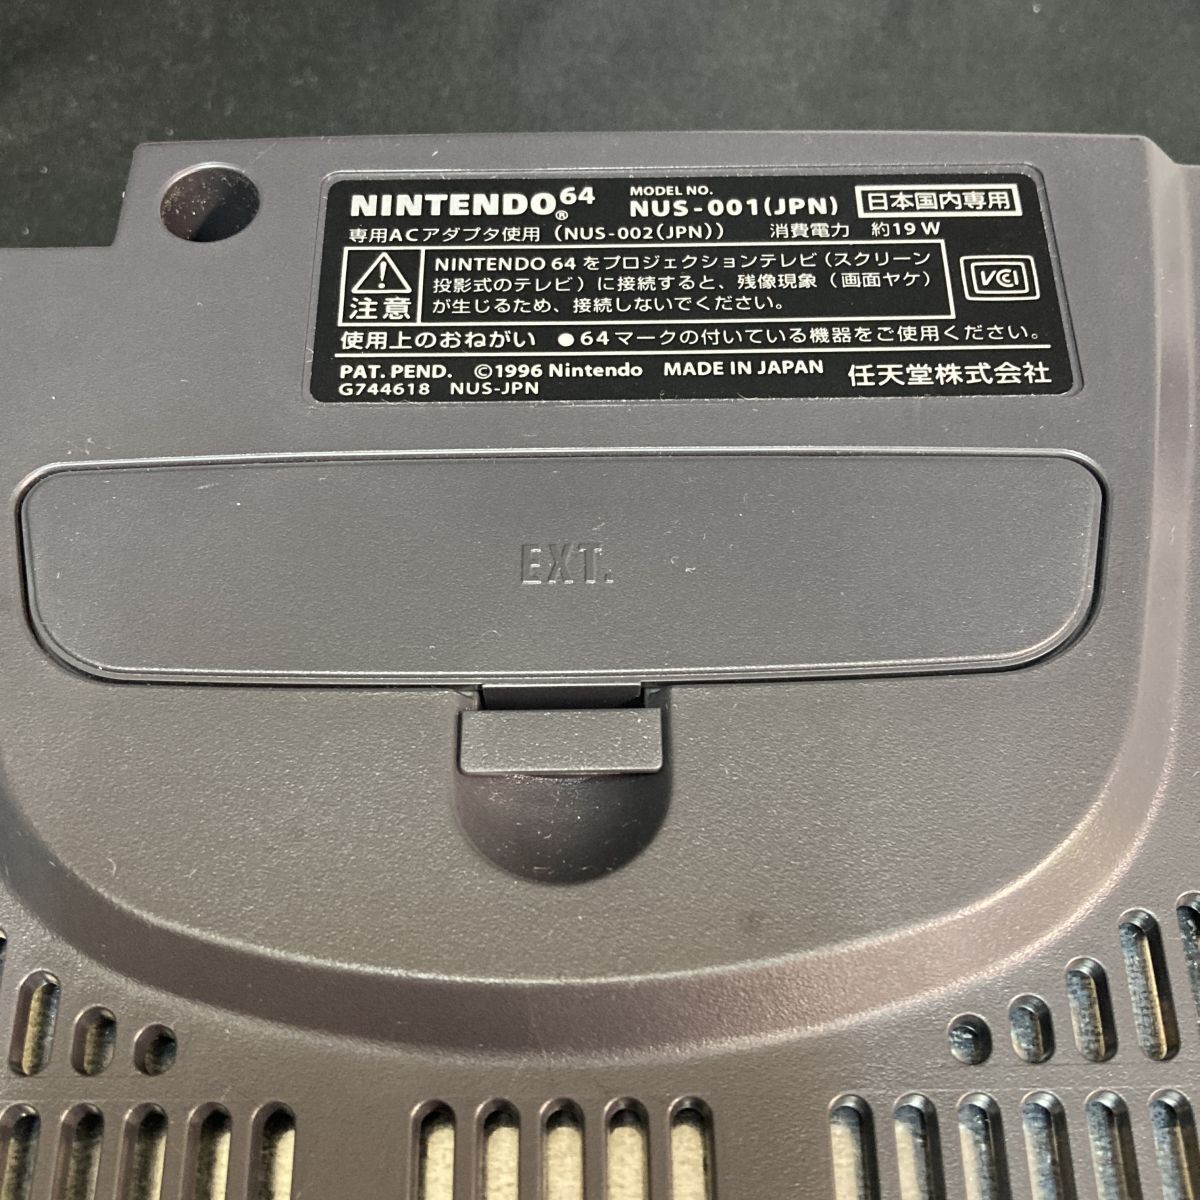 NINTENDO⁶⁴® MODEL NO. NUS-001(JPN) 日本国内専用
専用ACアダプタ使用（NUS-002(JPN)） 消費電力 約19W
注意
NINTENDO 64 をプロジェクションテレビ（スクリーン
投影式のテレビ）に接続すると、残像現象（画面ヤケ）
が生じるため、接続しないでください。
VCI
使用上のおねがい ●64マークの付いている機器をご使用ください。
PAT. PEND. ©1996 Nintendo MADE IN JAPAN 任天堂株式会社
G744618 NUS-JPN
EXT.